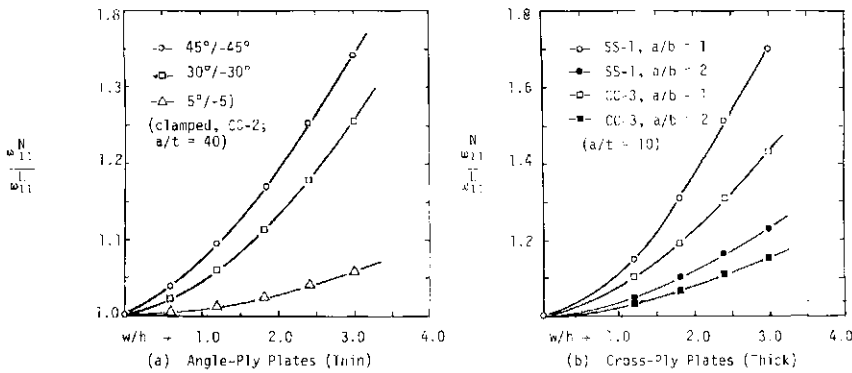 1.4
1.3
1.2
1.1
1.0
45°/-45°
30°/-30°
5°/-5)
(clamped, CC-2;
a/t = 40)
w/h → 1.0 2.0 3.0 4.0
(a) Angle-Ply Plates (Thin)
1.8
1.6
1.4
1.2
SS-1, a/b = 1
SS-1, a/b = 2
CC-3, a/b = 1
CC-3, a/b = 2
(a/t = 10)
w/h → 1.0 2.0 3.0 4.0
(b) Cross-Ply Plates (Thick)